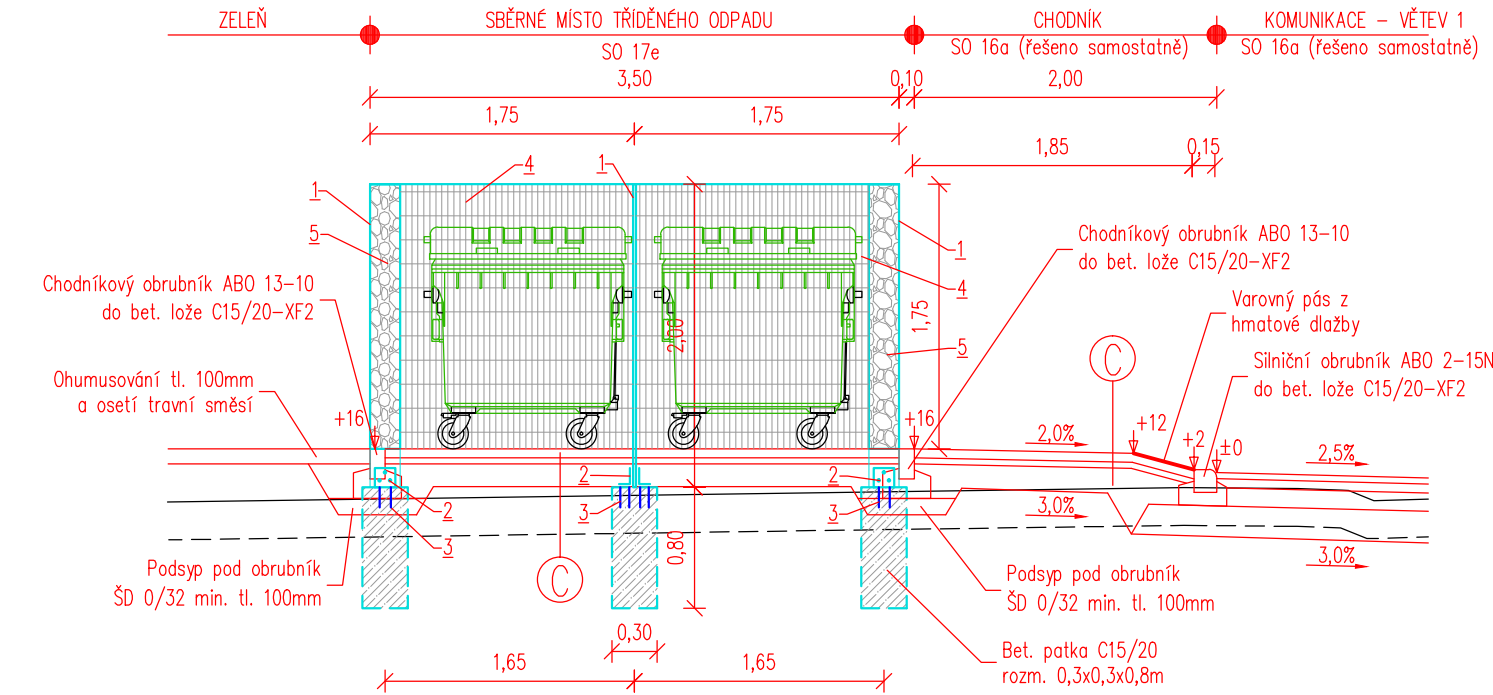 ZELEŇ
SBĚRNÉ MÍSTO TŘÍDĚNÉHO ODPADU
CHODNÍK
KOMUNIKACE – VĚTEV 1
SO 17e
SO 16a (řešeno samostatně)
SO 16a (řešeno samostatně)
3,50
0,10
2,00
1,75
1,75
1,85
0,15
4
1
1
5
1
4
5
Chodníkový obrubník ABO 13-10
do bet. lože C15/20-XF2
Chodníkový obrubník ABO 13-10
do bet. lože C15/20-XF2
Varovný pás z
hmatové dlažby
1,75
2,00
C
Silniční obrubník ABO 2-15N
do bet. lože C15/20-XF2
Ohumusování tl. 100mm
a osetí travní směsí
+16
+16
2,0%
+12
+2
±0
2,5%
2
2
2
3
3
3
3,0%
3,0%
0,80
C
Podsyp pod obrubník
ŠD 0/32 min. tl. 100mm
Podsyp pod obrubník
ŠD 0/32 min. tl. 100mm
0,30
1,65
1,65
Bet. patka C15/20
rozm. 0,3x0,3x0,8m